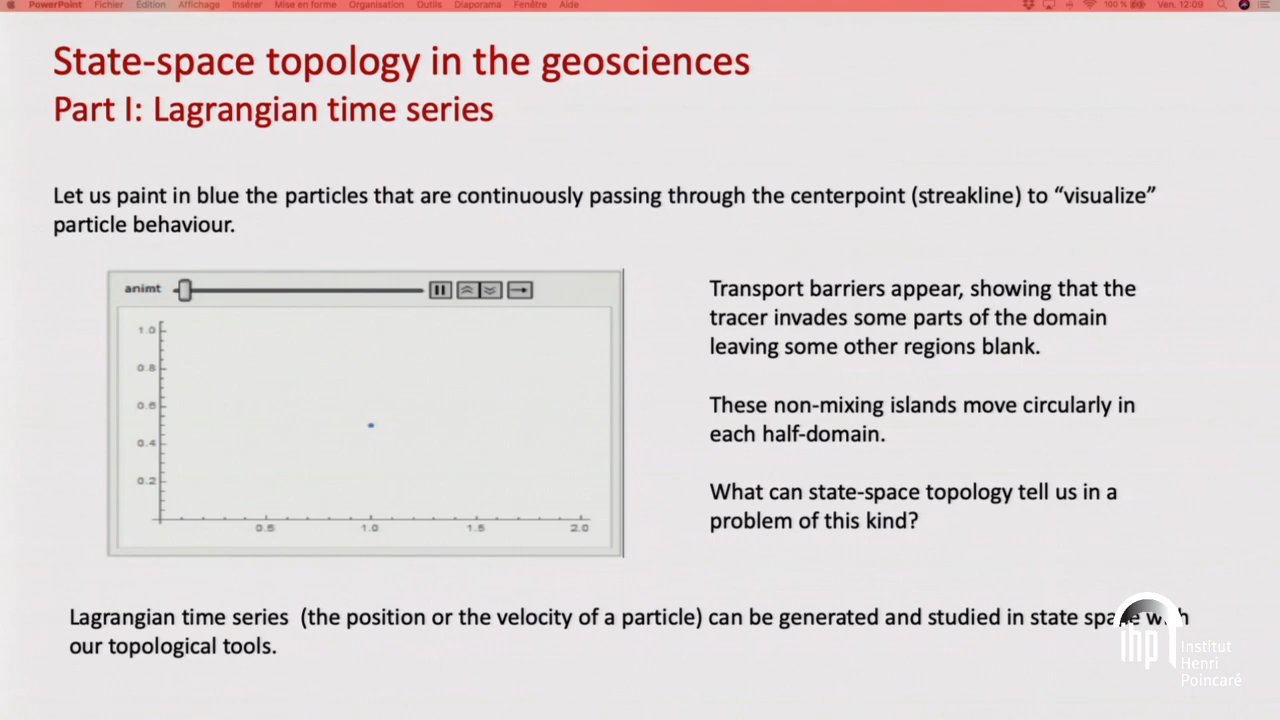 PowerPoint Fichier Édition Affichage Insérer Mise en forme Organisation Outils Diaporama Fenêtre Aide 100 % Ven. 12:09
State-space topology in the geosciences
Part I: Lagrangian time series
Let us paint in blue the particles that are continuously passing through the centerpoint (streakline) to “visualize”
particle behaviour.
animt
1.0
0.8
0.6
0.4
0.2
0.5 1.0 1.5 2.0
Transport barriers appear, showing that the
tracer invades some parts of the domain
leaving some other regions blank.
These non-mixing islands move circularly in
each half-domain.
What can state-space topology tell us in a
problem of this kind?
Lagrangian time series (the position or the velocity of a particle) can be generated and studied in state space with
our topological tools.
ihp
Institut
Henri
Poincaré